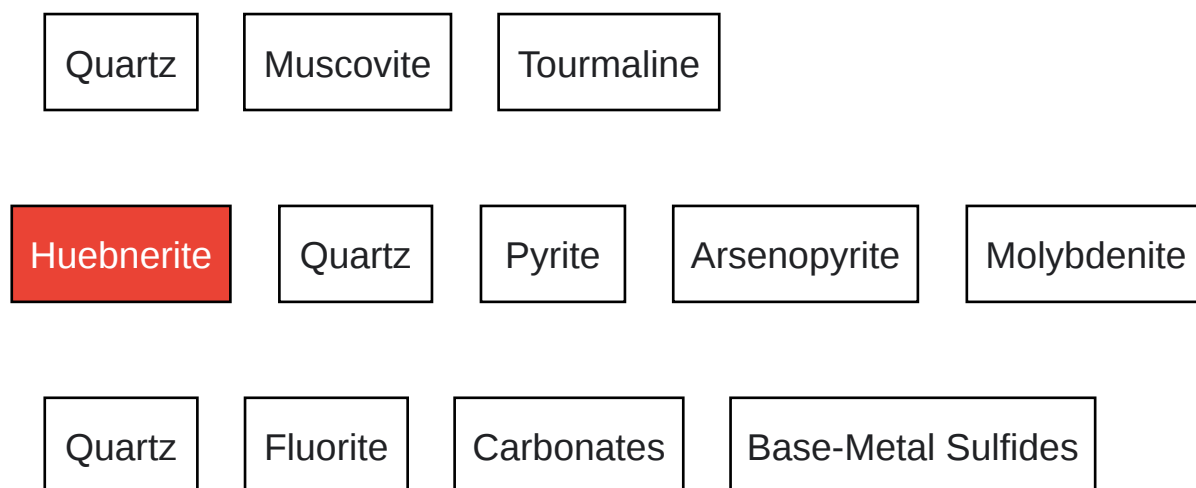 Quartz Muscovite Tourmaline
Huebnerite Quartz Pyrite Arsenopyrite Molybdenite
Quartz Fluorite Carbonates Base-Metal Sulfides